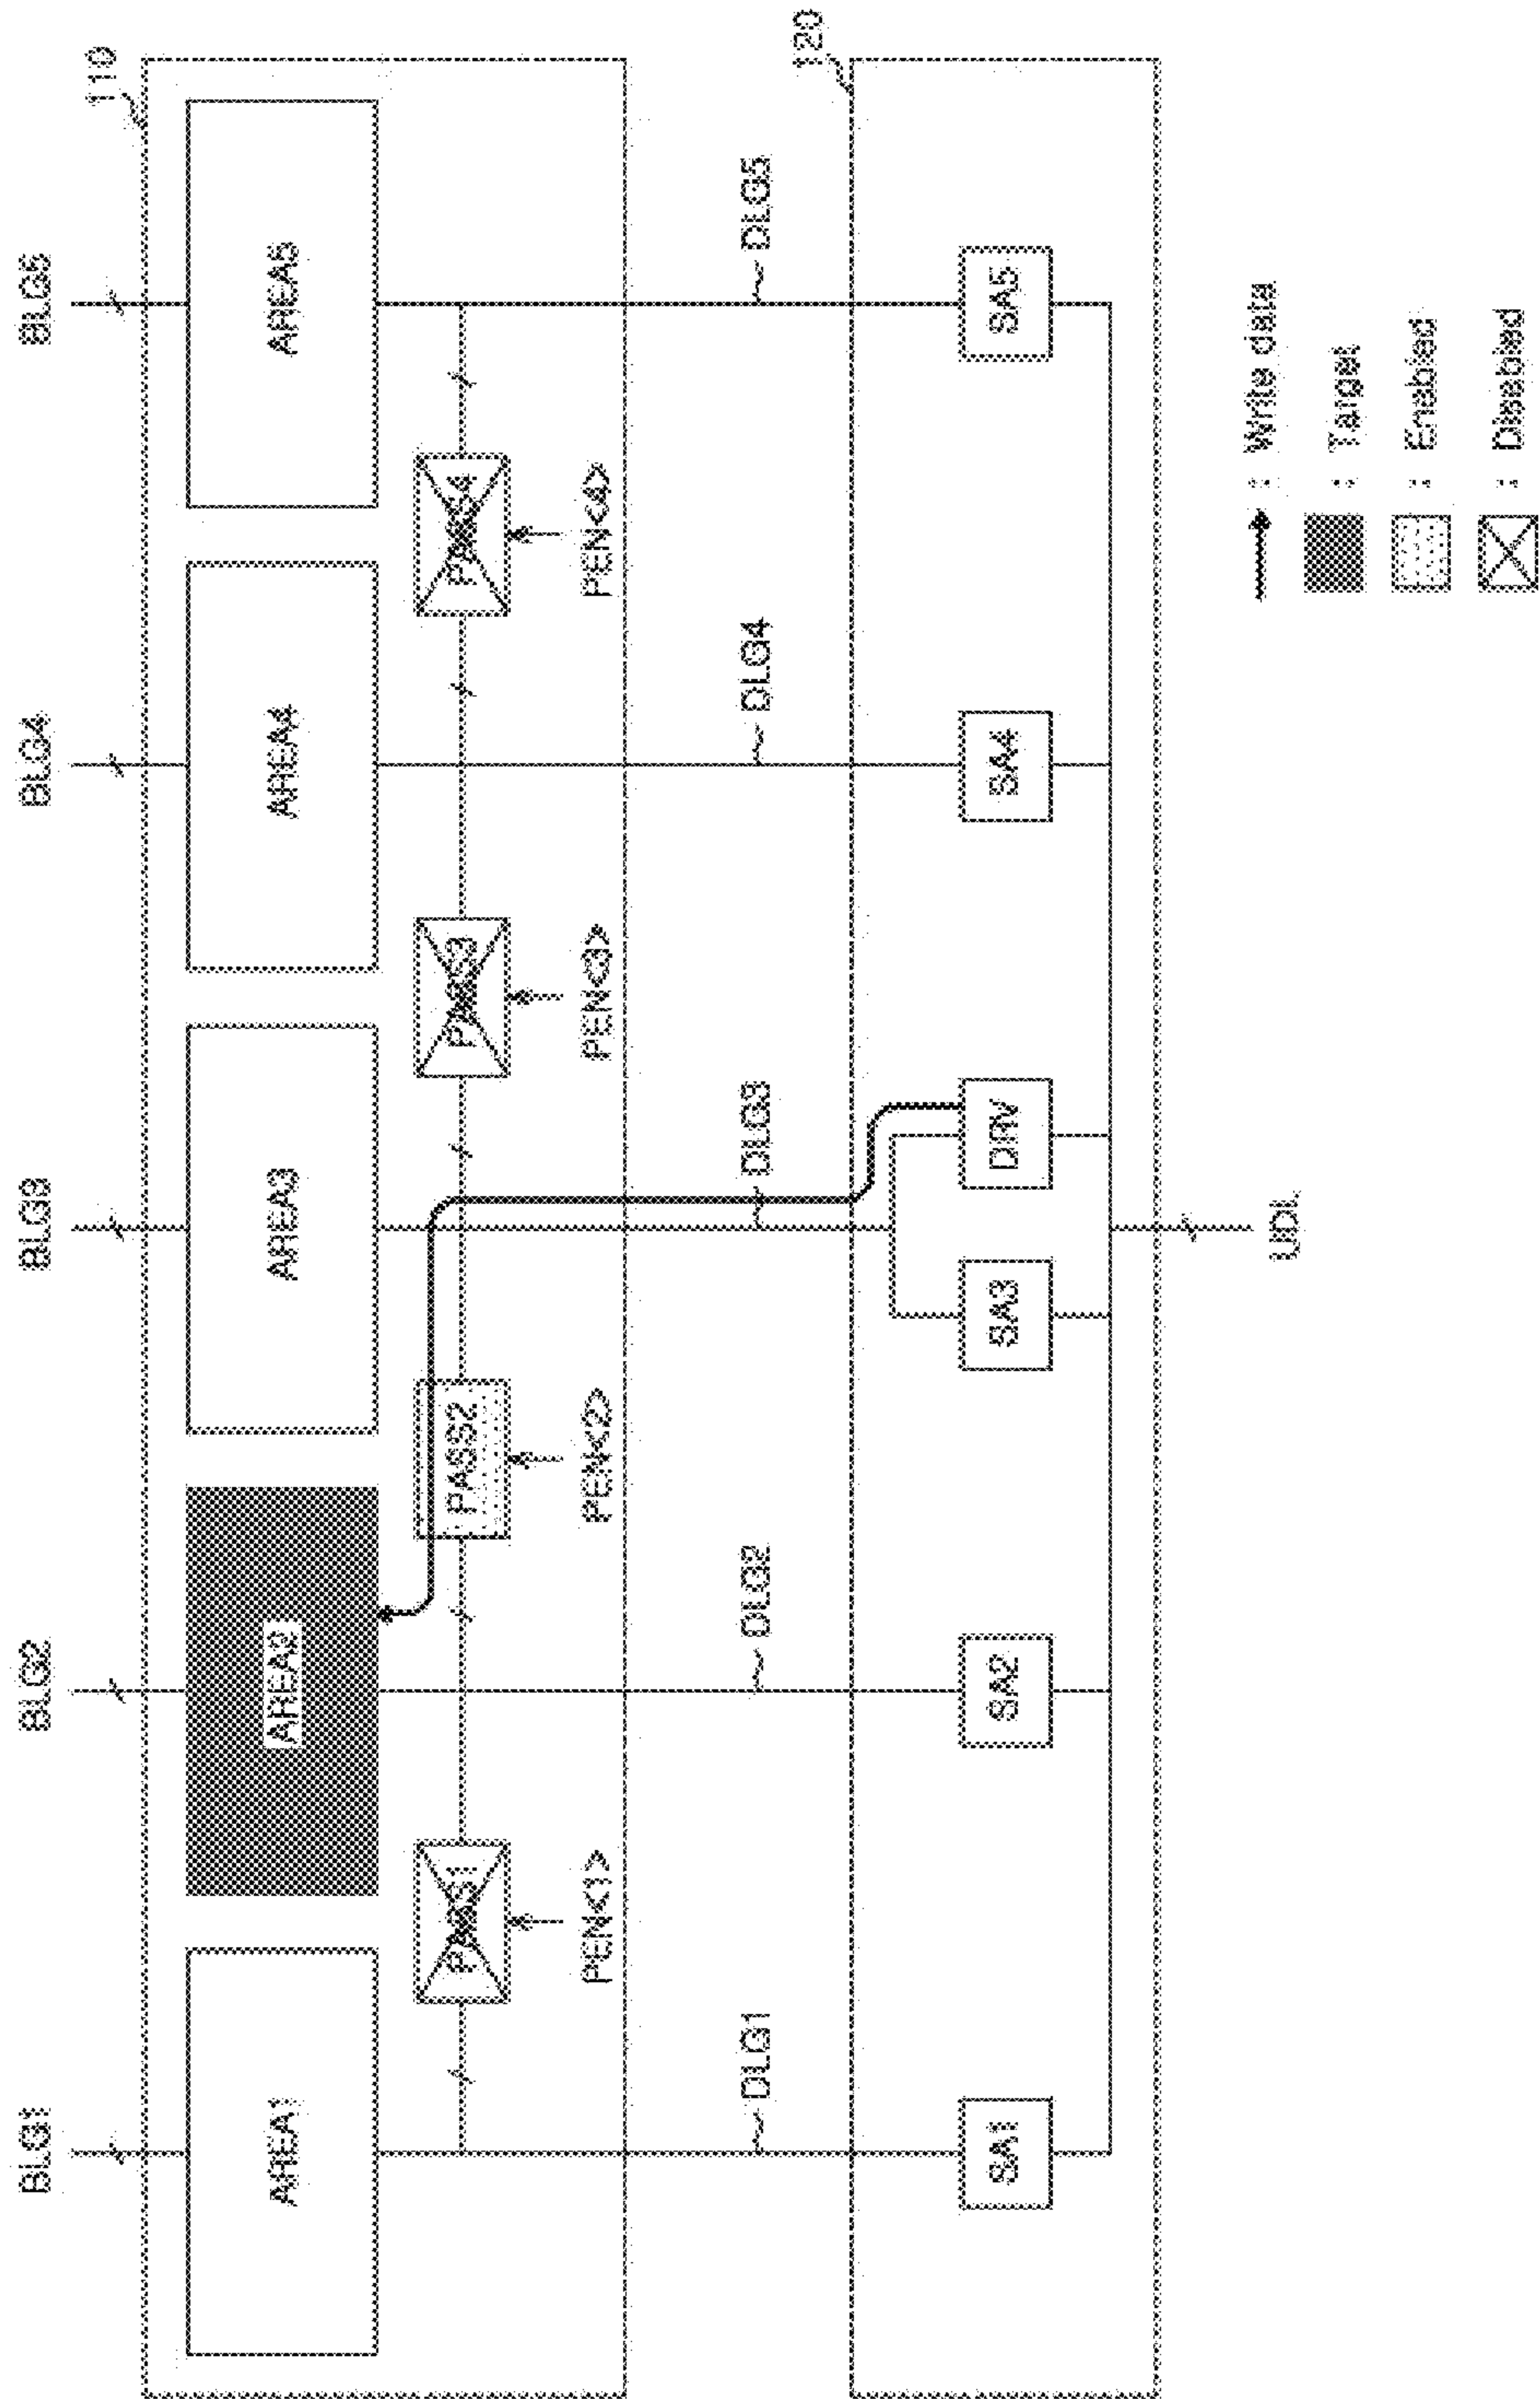 BLG1
BLG2
BLG3
BLG4
BLG5
110
AREA1
AREA2
AREA3
AREA4
AREA5
PASS1
PASS2
PASS3
PASS4
PEN<1>
PEN<2>
PEN<3>
PEN<4>
DLG1
DLG2
DLG3
DLG4
DLG5
120
SA1
SA2
SA3
DRV
SA4
SA5
UDL
: Write data
: Target
: Enabled
: Disabled